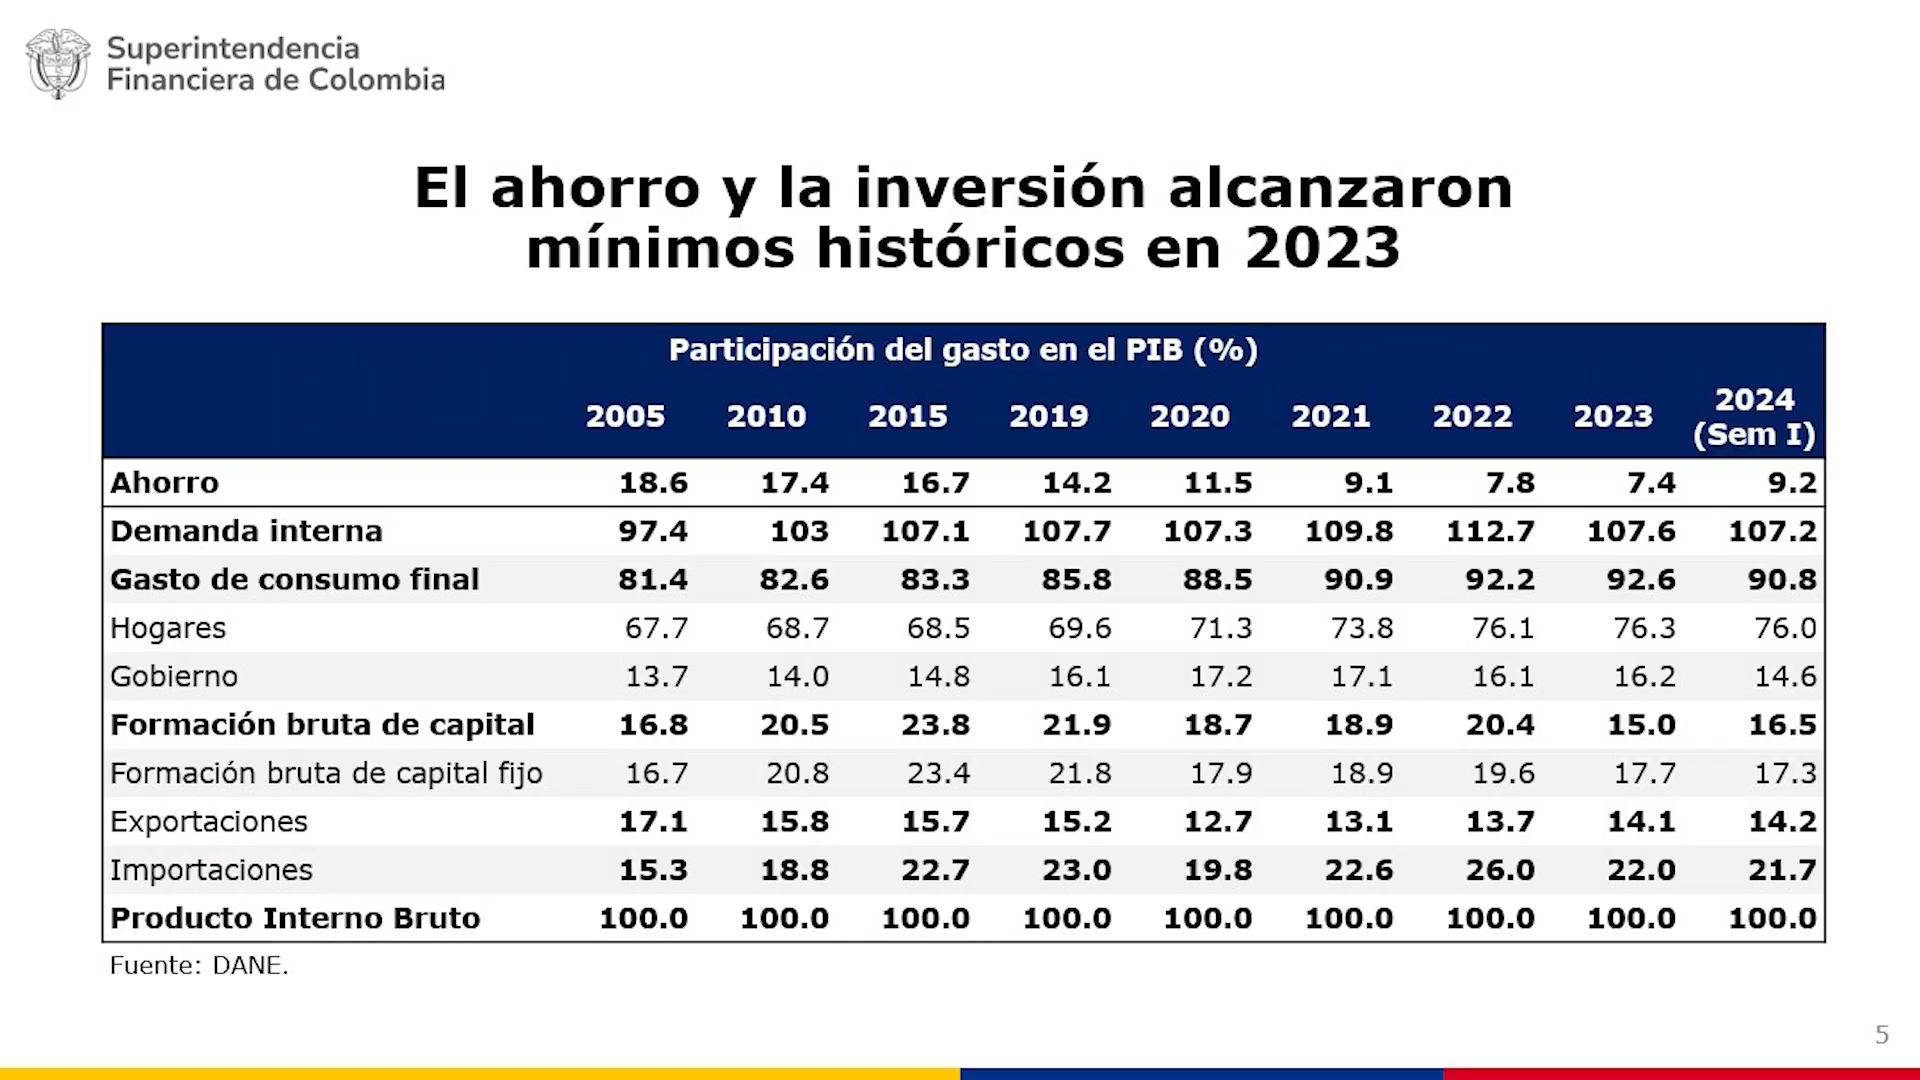 Superintendencia
Financiera de Colombia
El ahorro y la inversión alcanzaron
mínimos históricos en 2023
Participación del gasto en el PIB (%)
2005 2010 2015 2019 2020 2021 2022 2023 2024 (Sem I)
Ahorro 18.6 17.4 16.7 14.2 11.5 9.1 7.8 7.4 9.2
Demanda interna 97.4 103 107.1 107.7 107.3 109.8 112.7 107.6 107.2
Gasto de consumo final 81.4 82.6 83.3 85.8 88.5 90.9 92.2 92.6 90.8
Hogares 67.7 68.7 68.5 69.6 71.3 73.8 76.1 76.3 76.0
Gobierno 13.7 14.0 14.8 16.1 17.2 17.1 16.1 16.2 14.6
Formación bruta de capital 16.8 20.5 23.8 21.9 18.7 18.9 20.4 15.0 16.5
Formación bruta de capital fijo 16.7 20.8 23.4 21.8 17.9 18.9 19.6 17.7 17.3
Exportaciones 17.1 15.8 15.7 15.2 12.7 13.1 13.7 14.1 14.2
Importaciones 15.3 18.8 22.7 23.0 19.8 22.6 26.0 22.0 21.7
Producto Interno Bruto 100.0 100.0 100.0 100.0 100.0 100.0 100.0 100.0 100.0
Fuente: DANE.
5